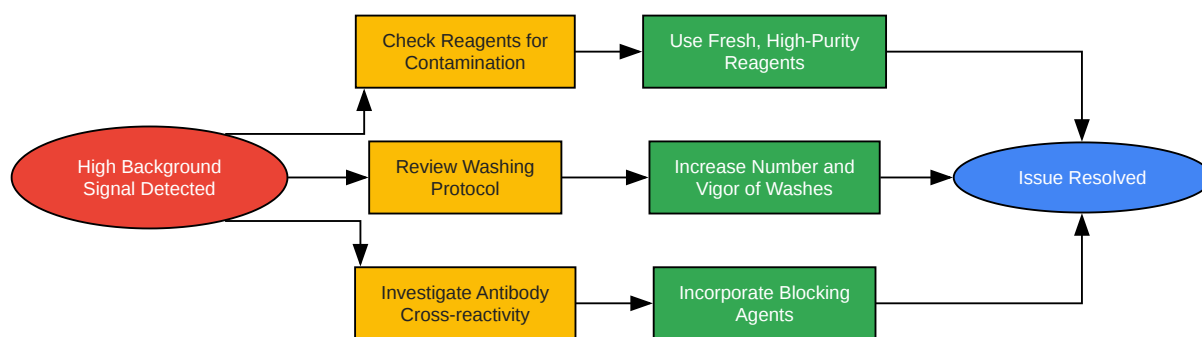 Check Reagents for
Contamination
Use Fresh, High-Purity
Reagents
High Background
Signal Detected
Review Washing
Protocol
Increase Number and
Vigor of Washes
Issue Resolved
Investigate Antibody
Cross-reactivity
Incorporate Blocking
Agents